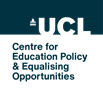 UCL
Centre for
Education Policy
& Equalising
Opportunities